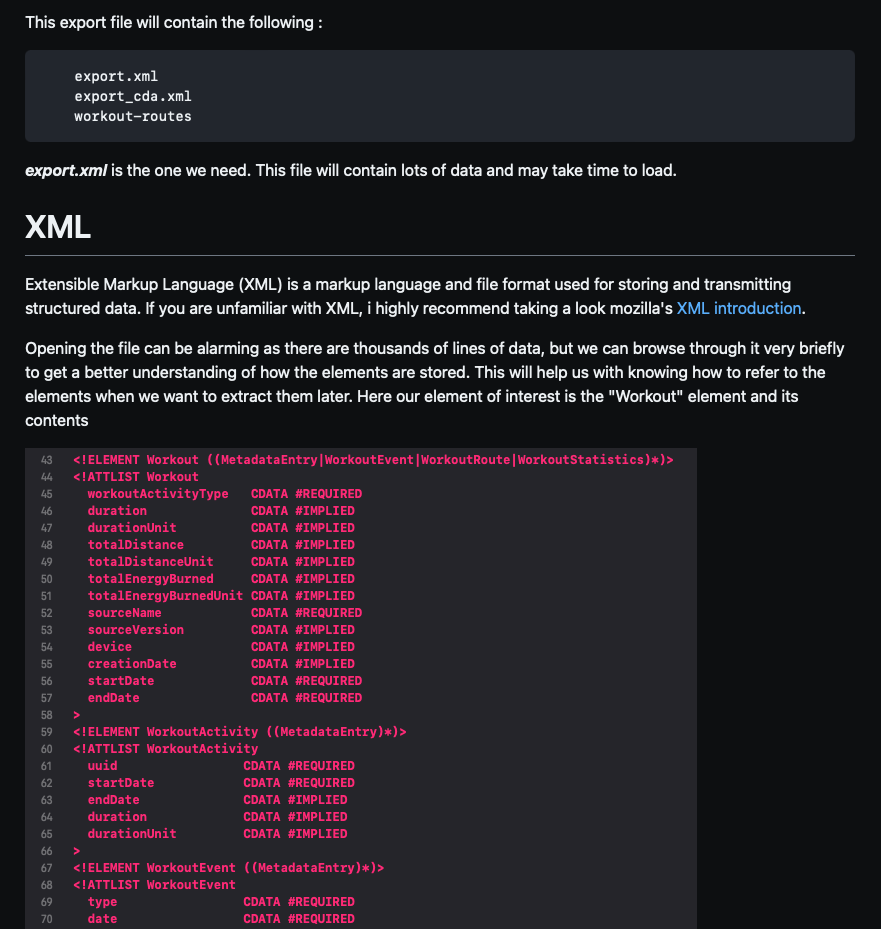 This export file will contain the following :
export.xml
export_cda.xml
workout-routes
export.xml is the one we need. This file will contain lots of data and may take time to load.
XML
Extensible Markup Language (XML) is a markup language and file format used for storing and transmitting
structured data. If you are unfamiliar with XML, i highly recommend taking a look mozilla's XML introduction.
Opening the file can be alarming as there are thousands of lines of data, but we can browse through it very briefly
to get a better understanding of how the elements are stored. This will help us with knowing how to refer to the
elements when we want to extract them later. Here our element of interest is the "Workout" element and its
contents
43 <!ELEMENT Workout ((MetadataEntry|WorkoutEvent|WorkoutRoute|WorkoutStatistics)*)>
44 <!ATTLIST Workout
45 workoutActivityType CDATA #REQUIRED
46 duration CDATA #IMPLIED
47 durationUnit CDATA #IMPLIED
48 totalDistance CDATA #IMPLIED
49 totalDistanceUnit CDATA #IMPLIED
50 totalEnergyBurned CDATA #IMPLIED
51 totalEnergyBurnedUnit CDATA #IMPLIED
52 sourceName CDATA #REQUIRED
53 sourceVersion CDATA #IMPLIED
54 device CDATA #IMPLIED
55 creationDate CDATA #IMPLIED
56 startDate CDATA #REQUIRED
57 endDate CDATA #REQUIRED
58 >
59 <!ELEMENT WorkoutActivity ((MetadataEntry)*)>
60 <!ATTLIST WorkoutActivity
61 uuid CDATA #REQUIRED
62 startDate CDATA #REQUIRED
63 endDate CDATA #IMPLIED
64 duration CDATA #IMPLIED
65 durationUnit CDATA #IMPLIED
66 >
67 <!ELEMENT WorkoutEvent ((MetadataEntry)*)>
68 <!ATTLIST WorkoutEvent
69 type CDATA #REQUIRED
70 date CDATA #REQUIRED